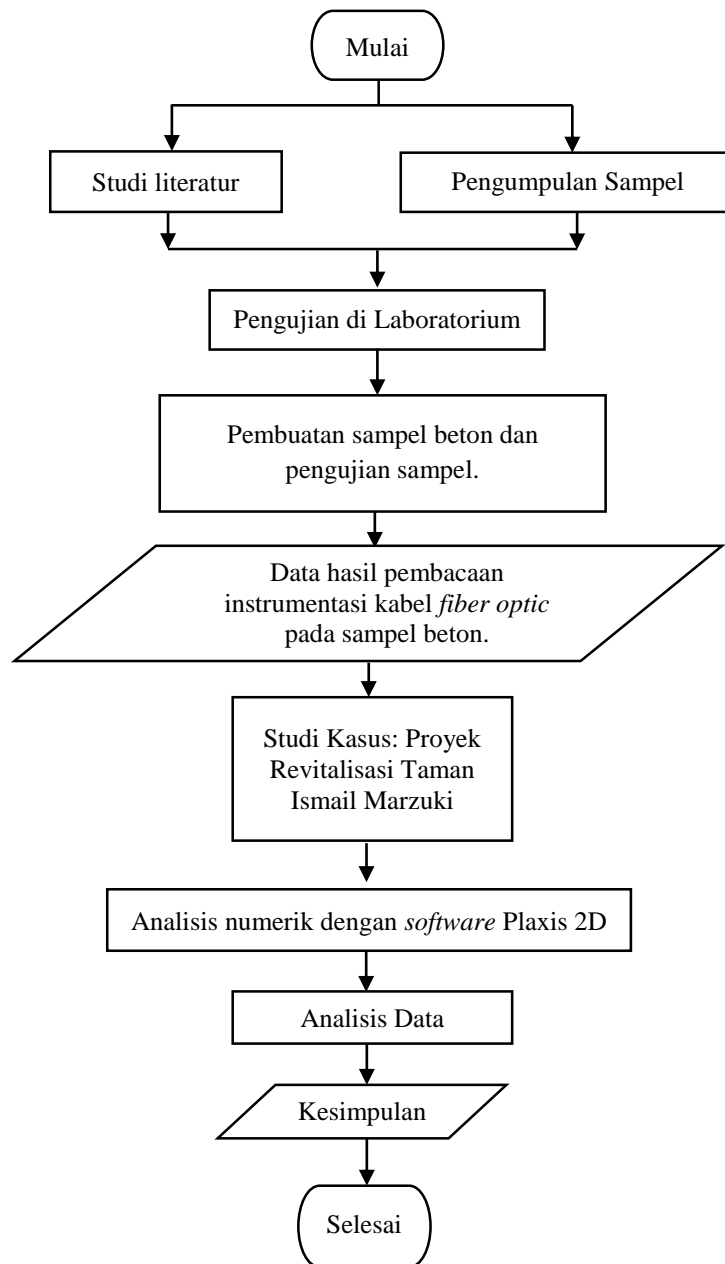 Mulai
Studi literatur
Pengumpulan Sampel
Pengujian di Laboratorium
Pembuatan sampel beton dan
pengujian sampel.
Data hasil pembacaan
instrumentasi kabel fiber optic
pada sampel beton.
Studi Kasus: Proyek
Revitalisasi Taman
Ismail Marzuki
Analisis numerik dengan software Plaxis 2D
Analisis Data
Kesimpulan
Selesai